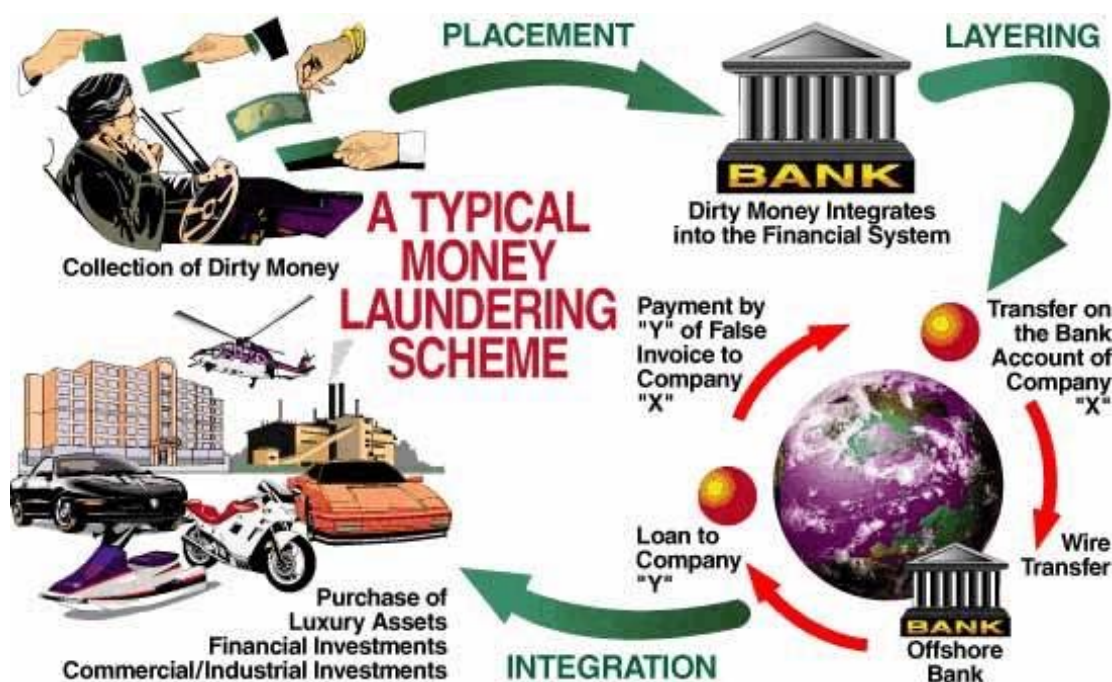 PLACEMENT
LAYERING
BANK
Dirty Money Integrates
into the Financial System
Collection of Dirty Money
A TYPICAL
MONEY
LAUNDERING
SCHEME
Payment by
"Y" of False
Invoice to
Company
"X"
Transfer on
the Bank
Account of
Company
"X"
Loan to
Company
"Y"
Wire
Transfer
BANK
Offshore
Bank
Purchase of
Luxury Assets
Financial Investments
Commercial/Industrial Investments
INTEGRATION